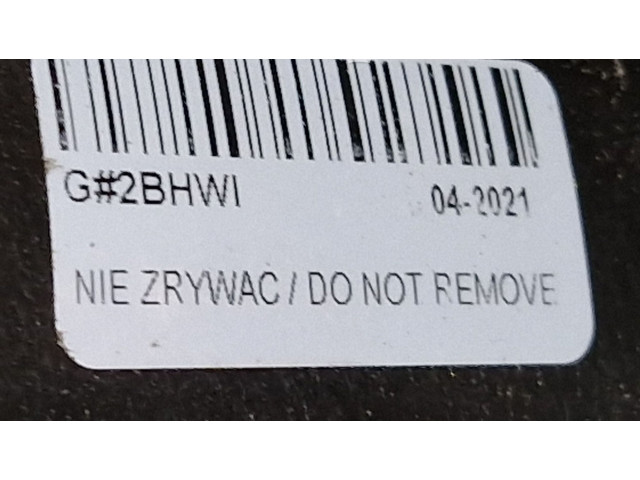 G#2BHWI 04-2021
NIE ZRYWAC / DO NOT REMOVE